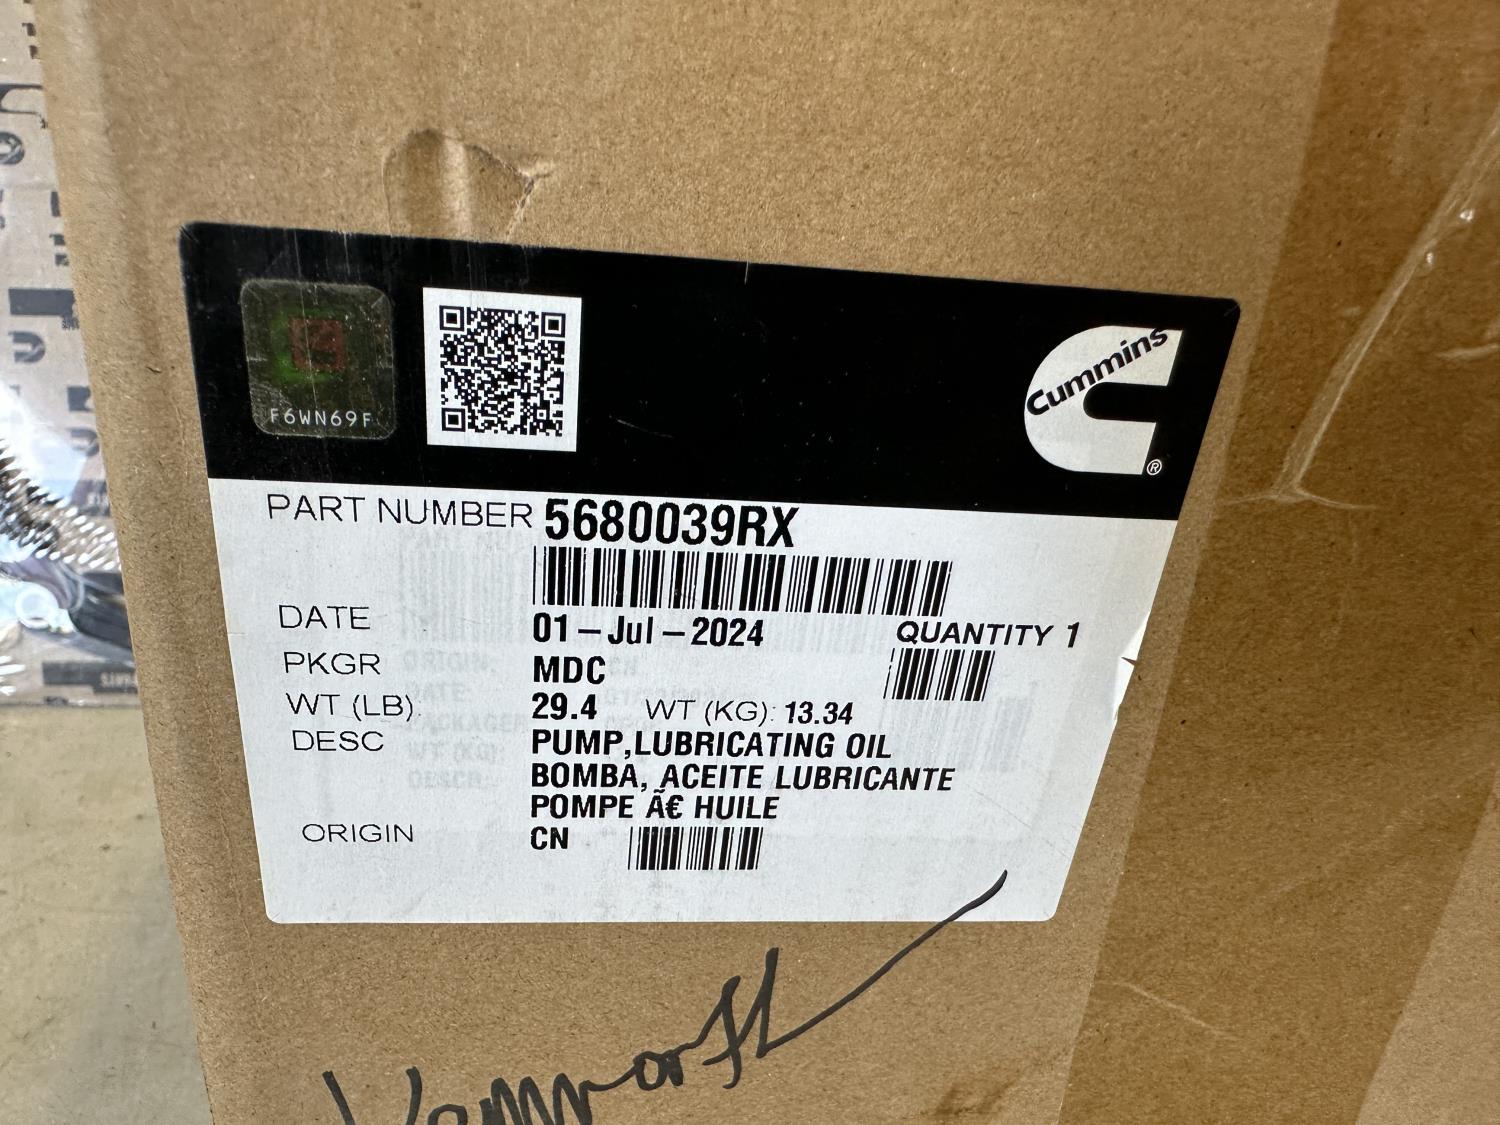 F6WN69F
Cummins
®
PART NUMBER 5680039RX
DATE 01-Jul-2024 QUANTITY 1
PKGR MDC
WT (LB): 29.4 WT (KG): 13.34
DESC PUMP,LUBRICATING OIL
BOMBA, ACEITE LUBRICANTE
POMPE Ã€ HUILE
ORIGIN CN
Kenworth